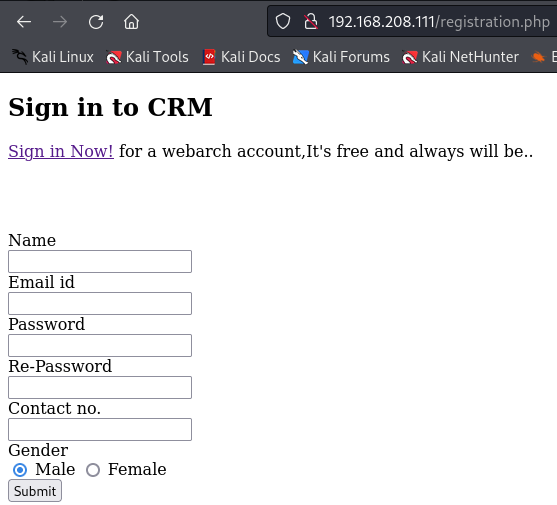 192.168.208.111/registration.php
Kali Linux Kali Tools Kali Docs Kali Forums Kali NetHunter E
Sign in to CRM
Sign in Now! for a webarch account,It's free and always will be..
Name
Email id
Password
Re-Password
Contact no.
Gender
Male Female
Submit